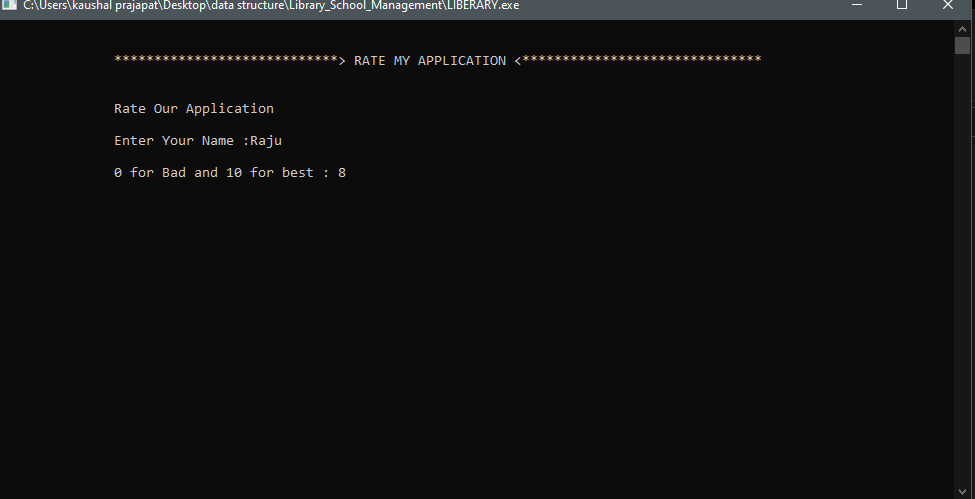 C:\Users\kaushal prajapat\Desktop\data structure\Library_School_Management\LIBERARY.exe
****************************> RATE MY APPLICATION <******************************
Rate Our Application
Enter Your Name :Raju
0 for Bad and 10 for best : 8